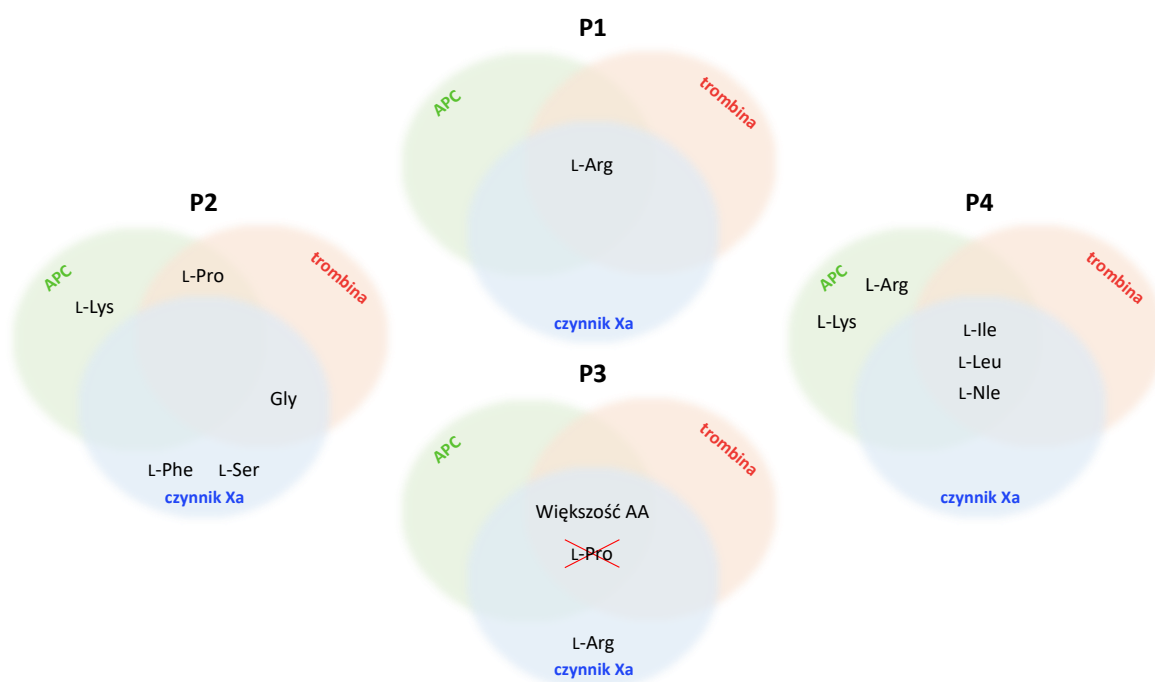 P1
APC
trombina
L-Arg
czynnik Xa
P2
APC
trombina
L-Pro
L-Lys
Gly
L-Phe
L-Ser
czynnik Xa
P4
APC
trombina
L-Arg
L-Lys
L-Ile
L-Leu
L-Nle
czynnik Xa
P3
APC
trombina
Większość AA
L-Pro
L-Arg
czynnik Xa